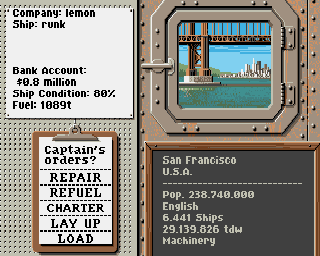 Company: lemon
Ship: runk
Bank Account:
$0.8 million
Ship Condition: 80%
Fuel: 1089t
Captain's
orders?
REPAIR
REFUEL
CHARTER
LAY UP
LOAD
San Francisco
U.S.A.
----------------------------
Pop. 238.740.000
English
6.441 Ships
29.139.826 tdw
Machinery